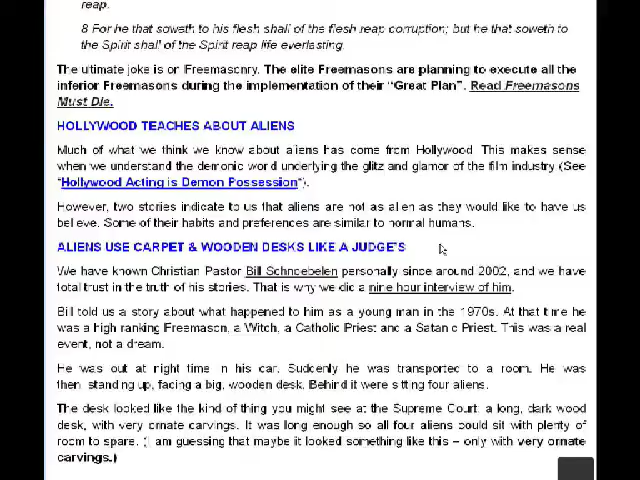 reap.
8 For he that soweth to his flesh shall of the flesh reap corruption; but he that soweth to
the Spirit shall of the Spirit reap life everlasting.
The ultimate joke is on Freemasonry. The elite Freemasons are planning to execute all the
inferior Freemasons during the implementation of their “Great Plan”. Read Freemasons
Must Die.
HOLLYWOOD TEACHES ABOUT ALIENS
Much of what we think we know about aliens has come from Hollywood. This makes sense
when we understand the demonic world underlying the glitz and glamor of the film industry (See
“Hollywood Acting is Demon Possession“).
However, two stories indicate to us that aliens are not as alien as they would like to have us
believe. Some of their habits and preferences are similar to normal humans.
ALIENS USE CARPET & WOODEN DESKS LIKE A JUDGE'S
We have known Christian Pastor Bill Schnoebelen personally since around 2002, and we have
total trust in the truth of his stories. That is why we did a nine hour interview of him.
Bill told us a story about what happened to him as a young man in the 1970s. At that time he
was a high ranking Freemason, a Witch, a Catholic Priest and a Satanic Priest. This was a real
event, not a dream.
He was out at night time in his car. Suddenly he was transported to a room. He was
then standing up, facing a big, wooden desk. Behind it were sitting four aliens.
The desk looked like the kind of thing you might see at the Supreme Court: a long, dark wood
desk, with very ornate carvings. It was long enough so all four aliens could sit with plenty of
room to spare. (I am guessing that maybe it looked something like this – only with very ornate
carvings.)